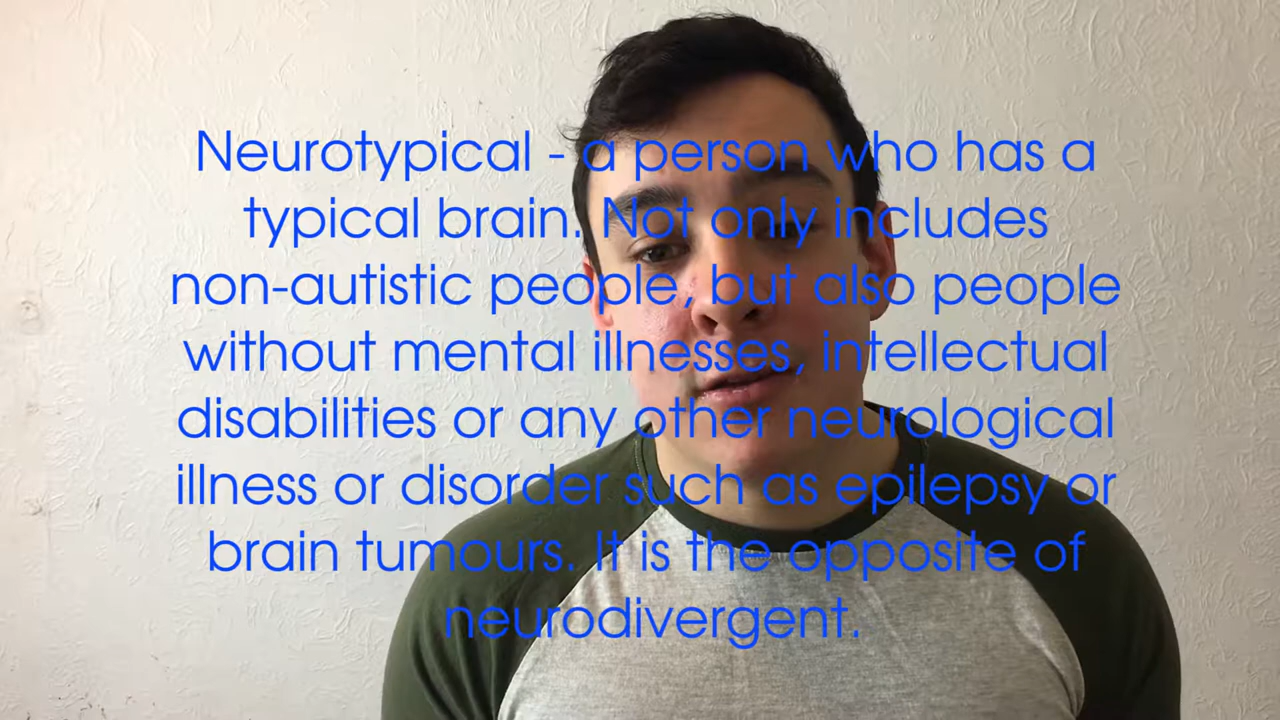 Neurotypical - a person who has a
typical brain. Not only includes
non-autistic people, but also people
without mental illnesses, intellectual
disabilities or any other neurological
illness or disorder such as epilepsy or
brain tumours. It is the opposite of
neurodivergent.